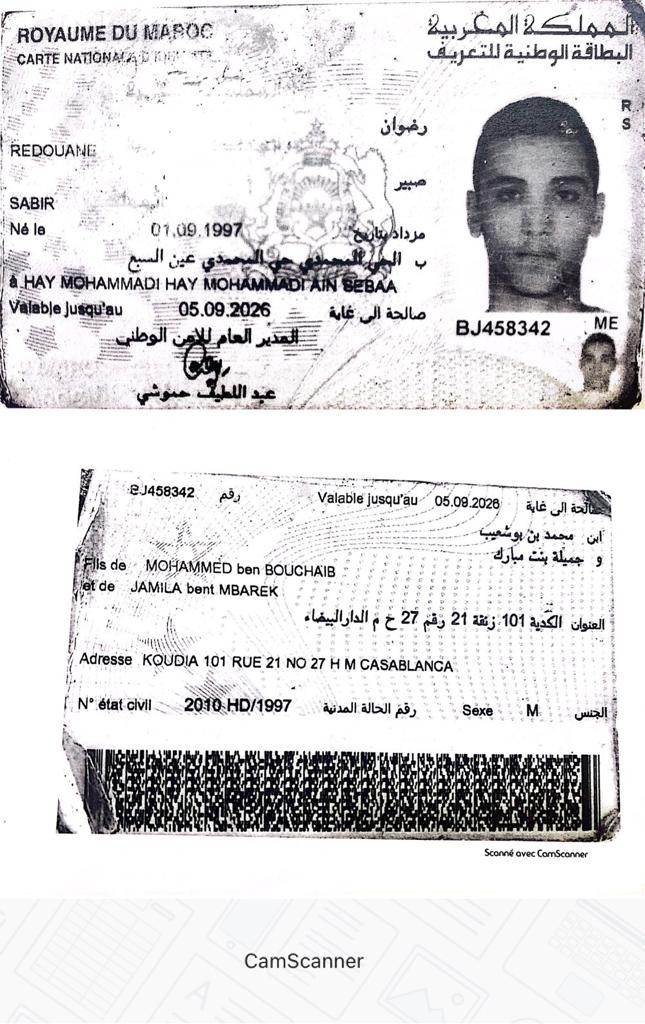 ROYAUME DU MAROC
المملكة المغربية
CARTE NATIONALE
البطاقة الوطنية للتعريف
R
S
رضوان
REDOUANE
صبير
SABIR
Né le 01.09.1997 مزداد بتاريخ
ب الحي المحمدي حي المحمدي عين السبع
à HAY MOHAMMADI HAY MOHAMMADI AIN SEBAA
Valable jusqu'au 05.09.2026 صالحة الى غاية
المدير العام للامن الوطني
عبد اللطيف حموشي
BJ458342
ME
BJ458342 رقم Valable jusqu'au 05.09.2026 صالحة الى غاية
ابن محمد بن بوشعيب
و جميلة بنت مبارك
Fils de MOHAMMED ben BOUCHAIB
et de JAMILA bent MBAREK
العنوان الكدية 101 زنقة 21 رقم 27 ح م الدارالبيضاء
Adresse KOUDIA 101 RUE 21 NO 27 H M CASABLANCA
N° état civil 2010 HD/1997 رقم الحالة المدنية Sexe M الجنس
Scanné avec CamScanner
CamScanner